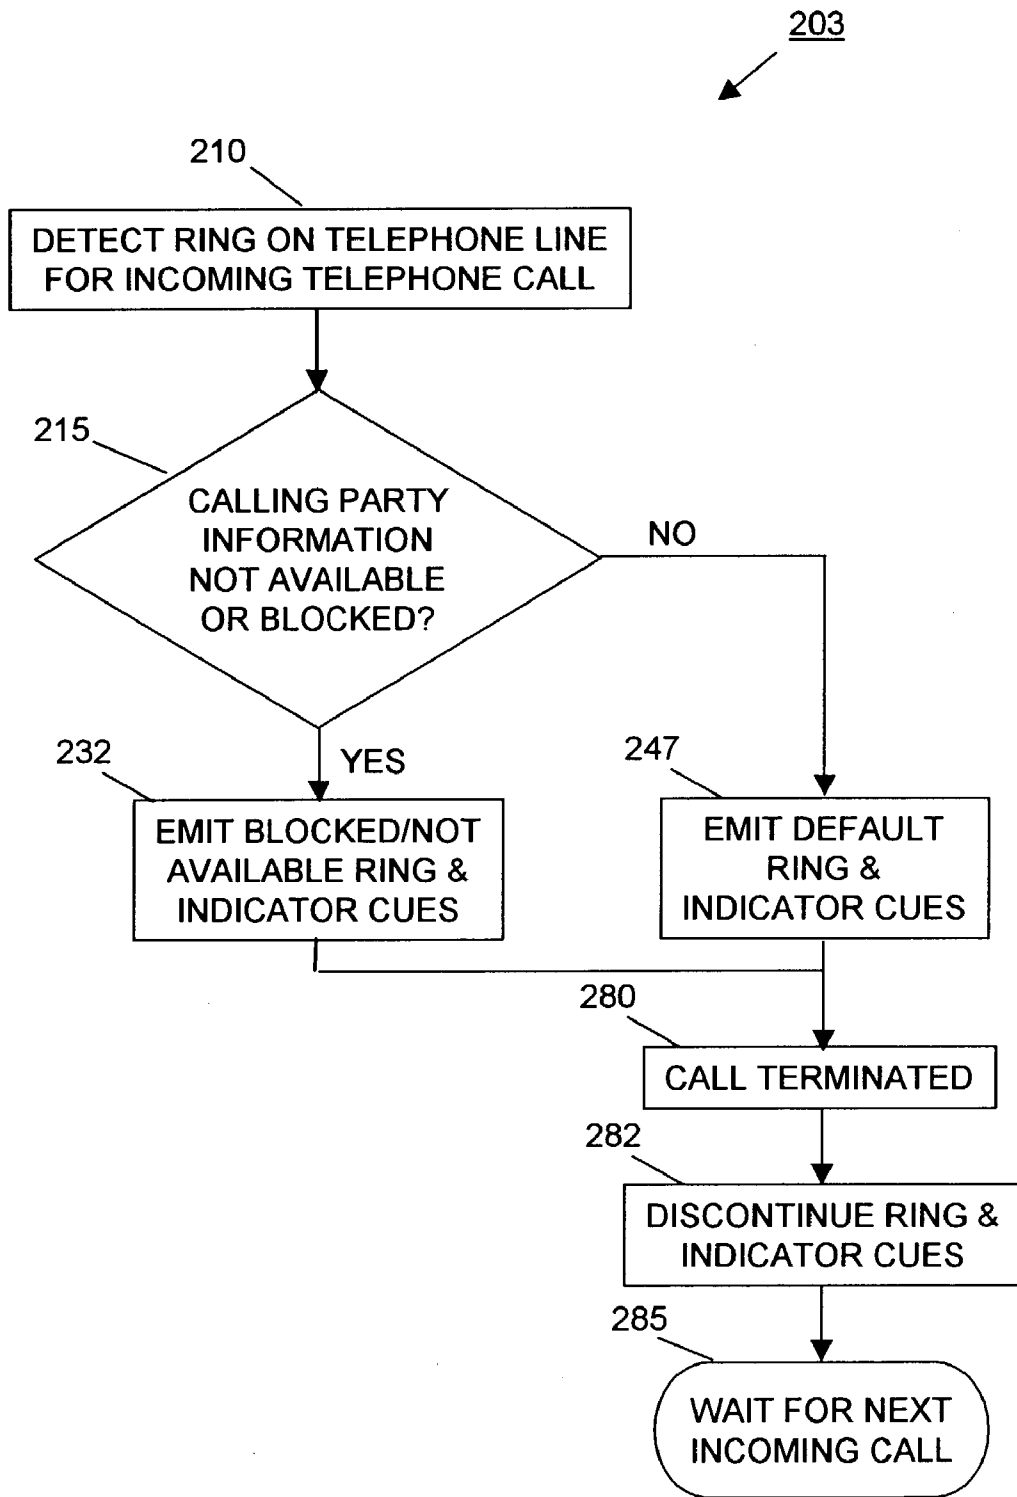 203
210
DETECT RING ON TELEPHONE LINE
FOR INCOMING TELEPHONE CALL
215
CALLING PARTY
INFORMATION
NOT AVAILABLE
OR BLOCKED?
NO
YES
232
EMIT BLOCKED/NOT
AVAILABLE RING &
INDICATOR CUES
247
EMIT DEFAULT
RING &
INDICATOR CUES
280
CALL TERMINATED
282
DISCONTINUE RING &
INDICATOR CUES
285
WAIT FOR NEXT
INCOMING CALL